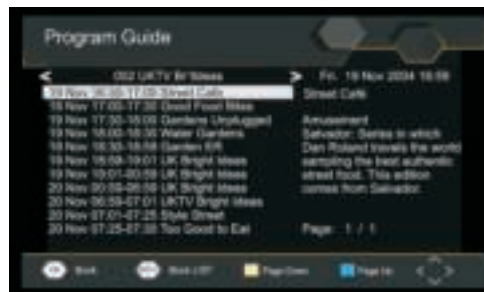 Program Guide
002 UKTV Br'Ideas
Fri, 19 Nov 2004 16:59
19 Nov 16:30-17:00 Street Café
19 Nov 17:00-17:30 Good Food Bites
19 Nov 17:30-18:00 Gardens Unplugged
19 Nov 18:00-18:30 Water Gardens
19 Nov 18:30-18:59 Garden ER
19 Nov 18:59-19:01 UK Bright Ideas
19 Nov 19:01-00:59 UK Bright Ideas
20 Nov 00:59-06:59 UK Bright Ideas
20 Nov 06:59-07:01 UKTV Bright Ideas
20 Nov 07:01-07:25 Style Street
20 Nov 07:25-07:30 Too Good to Eat
Street Café
Amusement
Salvador: Series in which
Dan Roland travels the world
sampling the best authentic
street food. This edition
comes from Salvador.
Page: 1 / 1
Book
Book LIST
Page Down
Page Up